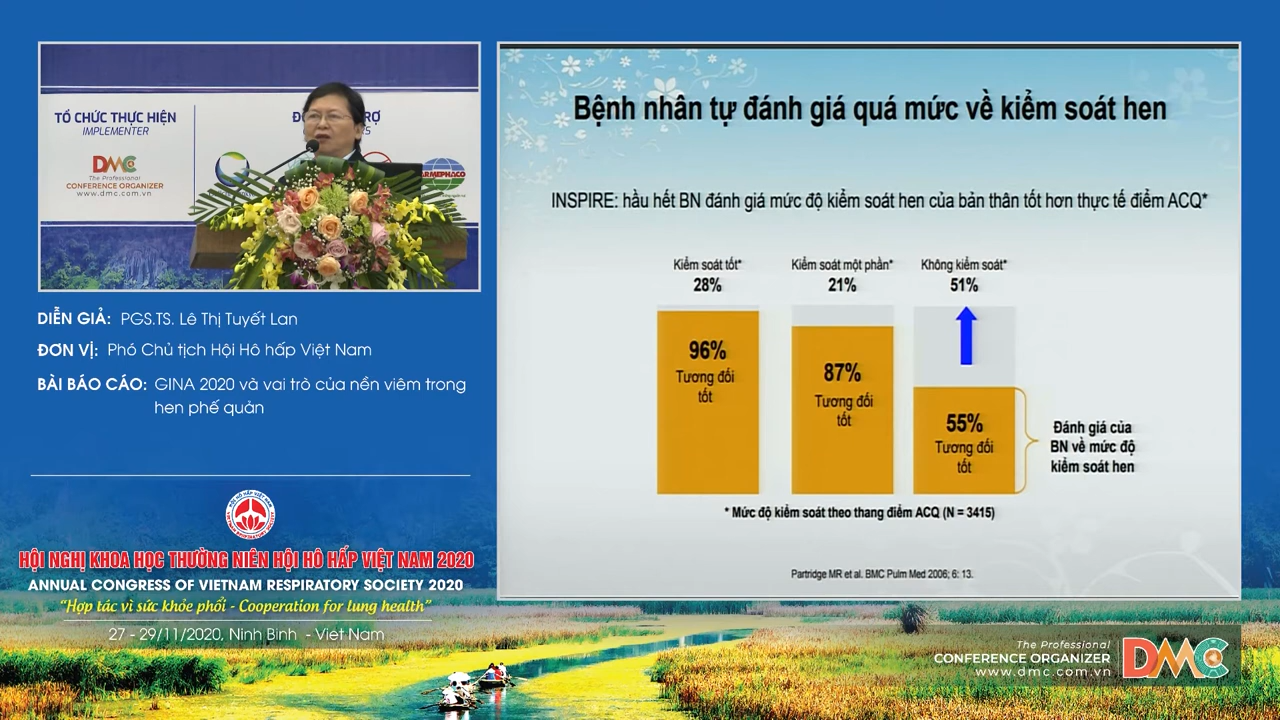 TỔ CHỨC THỰC HIỆN
IMPLEMENTER
DMC
The Professional
CONFERENCE ORGANIZER
www.dmc.com.vn
DIỄN GIẢ: PGS.TS. Lê Thị Tuyết Lan
ĐƠN VỊ: Phó Chủ tịch Hội Hô hấp Việt Nam
BÀI BÁO CÁO: GINA 2020 và vai trò của nền viêm trong
hen phế quản
HỘI NGHỊ KHOA HỌC THƯỜNG NIÊN HỘI HÔ HẤP VIỆT NAM 2020
ANNUAL CONGRESS OF VIETNAM RESPIRATORY SOCIETY 2020
“Hợp tác vì sức khỏe phổi - Cooperation for lung health”
27 - 29/11/2020, Ninh Bình - Việt Nam
Bệnh nhân tự đánh giá quá mức về kiểm soát hen
INSPIRE: hầu hết BN đánh giá mức độ kiểm soát hen của bản thân tốt hơn thực tế điểm ACQ*
Kiểm soát tốt* Kiểm soát một phần* Không kiểm soát*
28% 21% 51%
96%
Tương đối
tốt
87%
Tương đối
tốt
55%
Tương đối
tốt
Đánh giá của
BN về mức độ
kiểm soát hen
* Mức độ kiểm soát theo thang điểm ACQ (N = 3415)
Partridge MR et al. BMC Pulm Med 2006; 6: 13.
The Professional
CONFERENCE ORGANIZER
www.dmc.com.vn
DMC